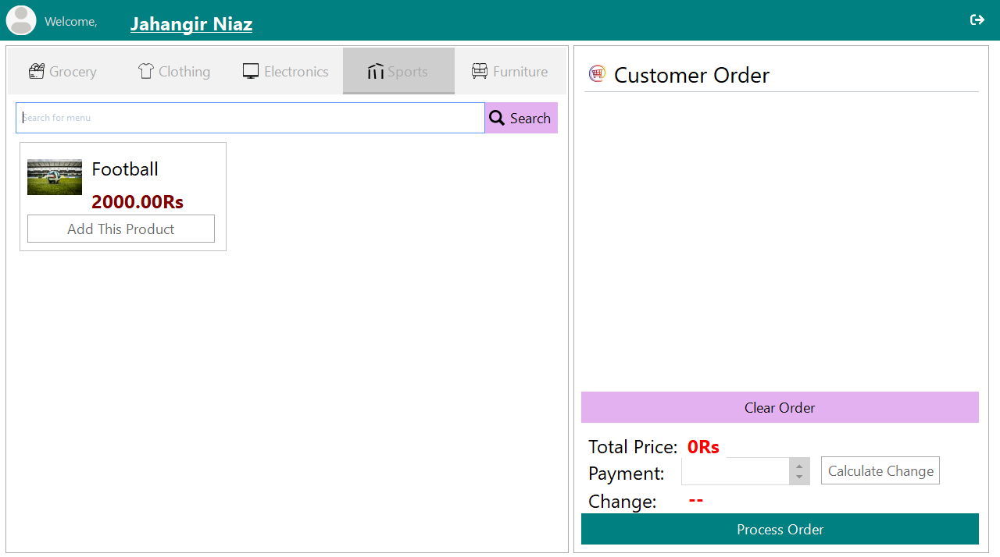 Welcome, Jahangir Niaz
Grocery Clothing Electronics Sports Furniture
Search for menu Search
Football
2000.00Rs
Add This Product
Customer Order
Clear Order
Total Price: 0Rs
Payment: Calculate Change
Change: --
Process Order